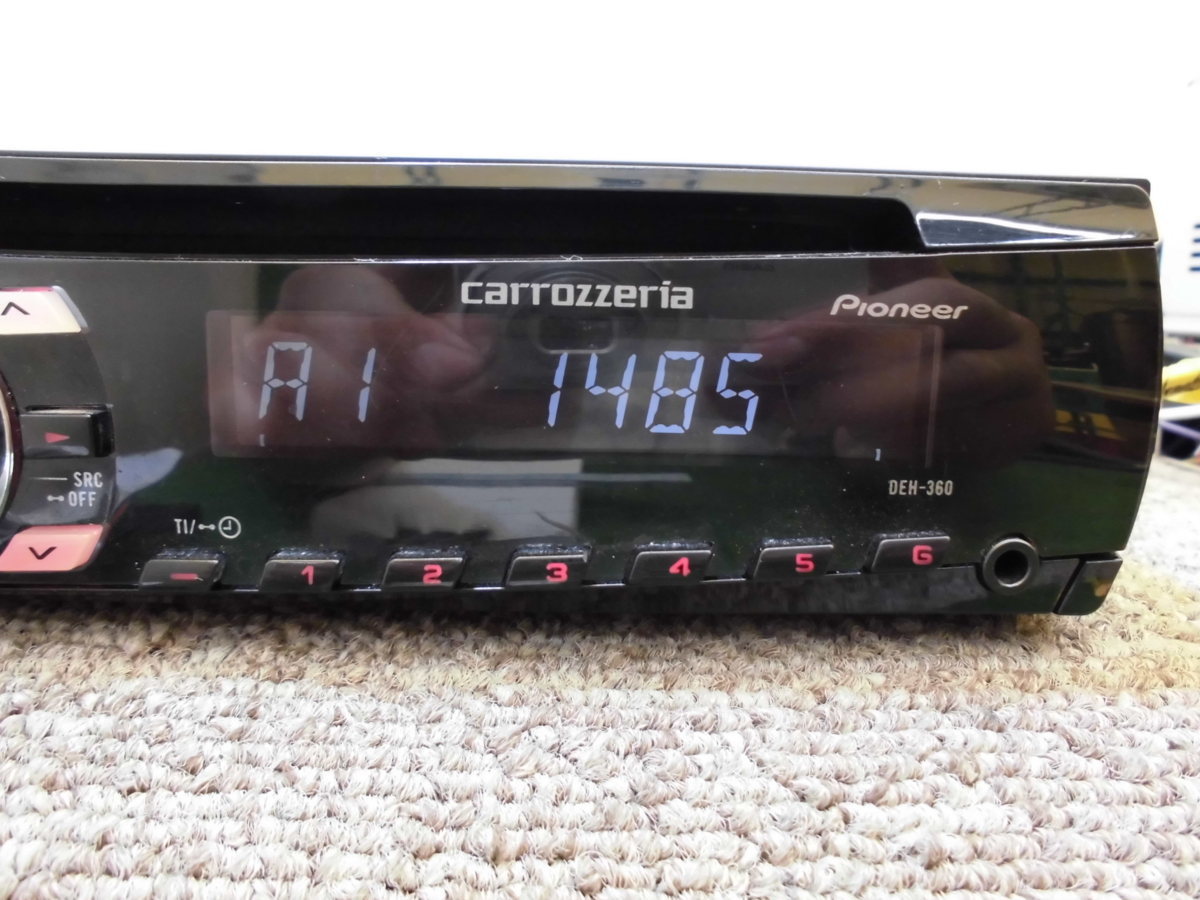 carrozzeria
Pioneer
A1 1485
SRC
OFF
DEH-360
TI/
1 2 3 4 5 6